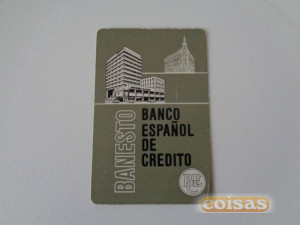 BANESTO
BANCO
ESPAÑOL
DE
CREDITO
coisas